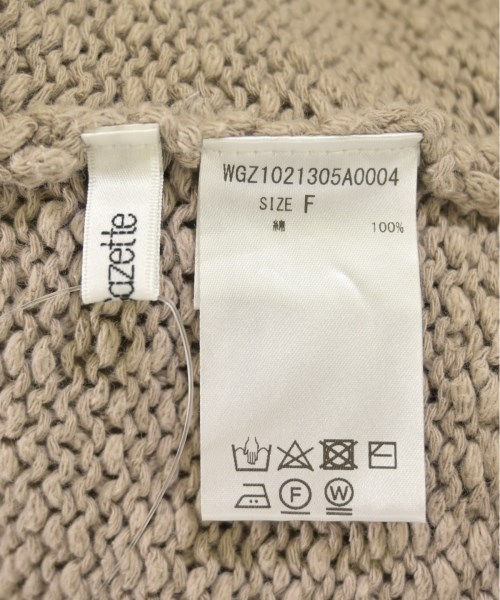 azette
WGZ1021305A0004
SIZE F
綿 100%
F W